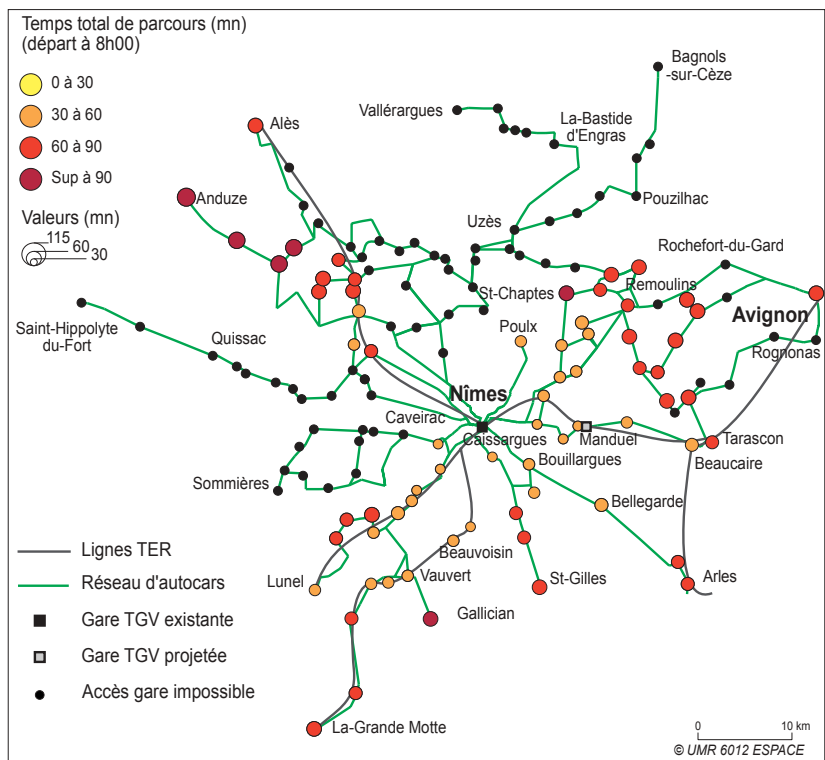 Temps total de parcours (mn)
(départ à 8h00)
0 à 30
30 à 60
60 à 90
Sup à 90
Valeurs (mn)
115
60
30
Bagnols
-sur-Cèze
Vallérargues
La-Bastide
d'Engras
Alès
Anduze
Pouzilhac
Uzès
Rochefort-du-Gard
St-Chaptes
Remoulins
Saint-Hippolyte
du-Fort
Quissac
Poulx
Avignon
Rognonas
Nîmes
Caveirac
Caissargues
Manduel
Tarascon
Bouillargues
Beaucaire
Sommières
Bellegarde
Lignes TER
Beauvoisin
Réseau d'autocars
Lunel
Vauvert
St-Gilles
Arles
Gare TGV existante
Gallician
Gare TGV projetée
Accès gare impossible
La-Grande Motte
0
10 km
© UMR 6012 ESPACE